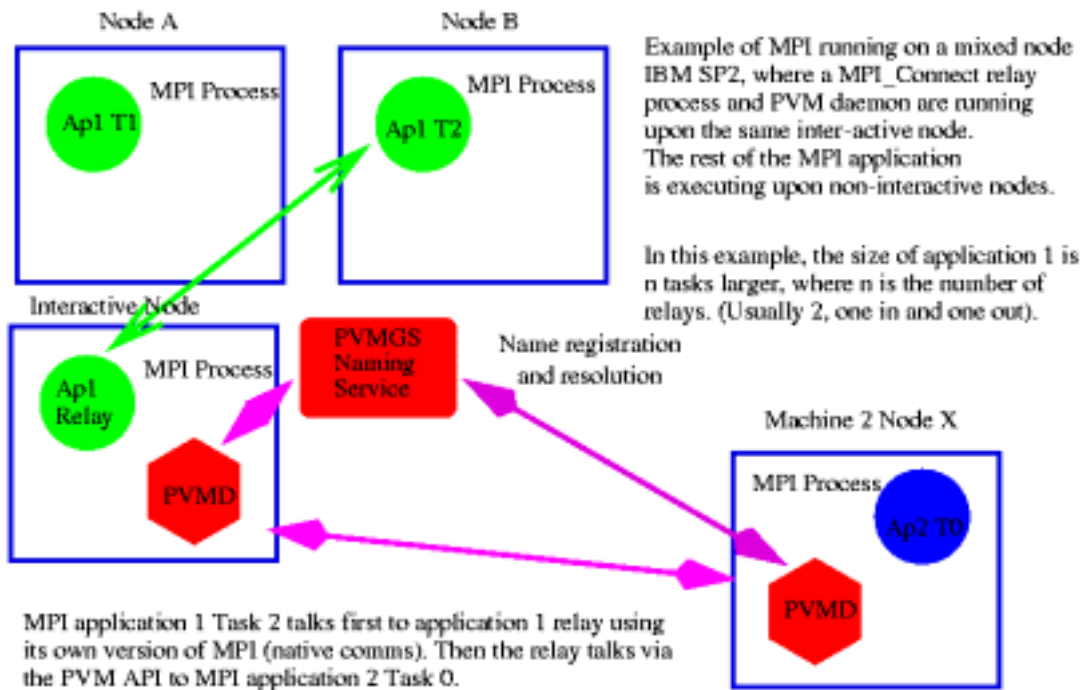 Node A
Node B
MPI Process
Ap1 T1
MPI Process
Ap1 T2
Example of MPI running on a mixed node
IBM SP2, where a MPI_Connect relay
process and PVM daemon are running
upon the same inter-active node.
The rest of the MPI application
is executing upon non-interactive nodes.
In this example, the size of application 1 is
n tasks larger, where n is the number of
relays. (Usually 2, one in and one out).
Interactive Node
MPI Process
Ap1
Relay
PVMD
PVMGS
Naming
Service
Name registration
and resolution
Machine 2 Node X
MPI Process
Ap2 T0
PVMD
MPI application 1 Task 2 talks first to application 1 relay using
its own version of MPI (native comms). Then the relay talks via
the PVM API to MPI application 2 Task 0.